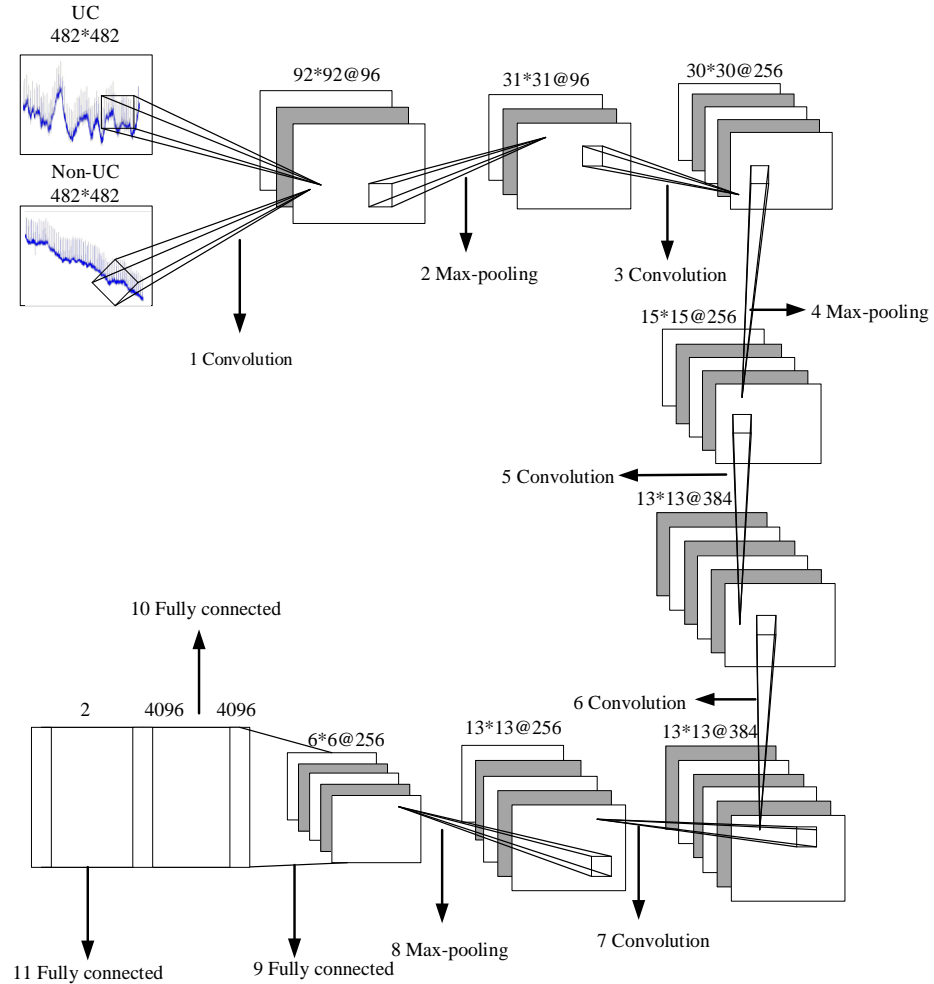 UC
482*482
92*92@96
31*31@96
30*30@256
Non-UC
482*482
2 Max-pooling
3 Convolution
1 Convolution
4 Max-pooling
15*15@256
5 Convolution
13*13@384
10 Fully connected
6 Convolution
2
4096
4096
6*6@256
13*13@256
13*13@384
11 Fully connected
9 Fully connected
8 Max-pooling
7 Convolution